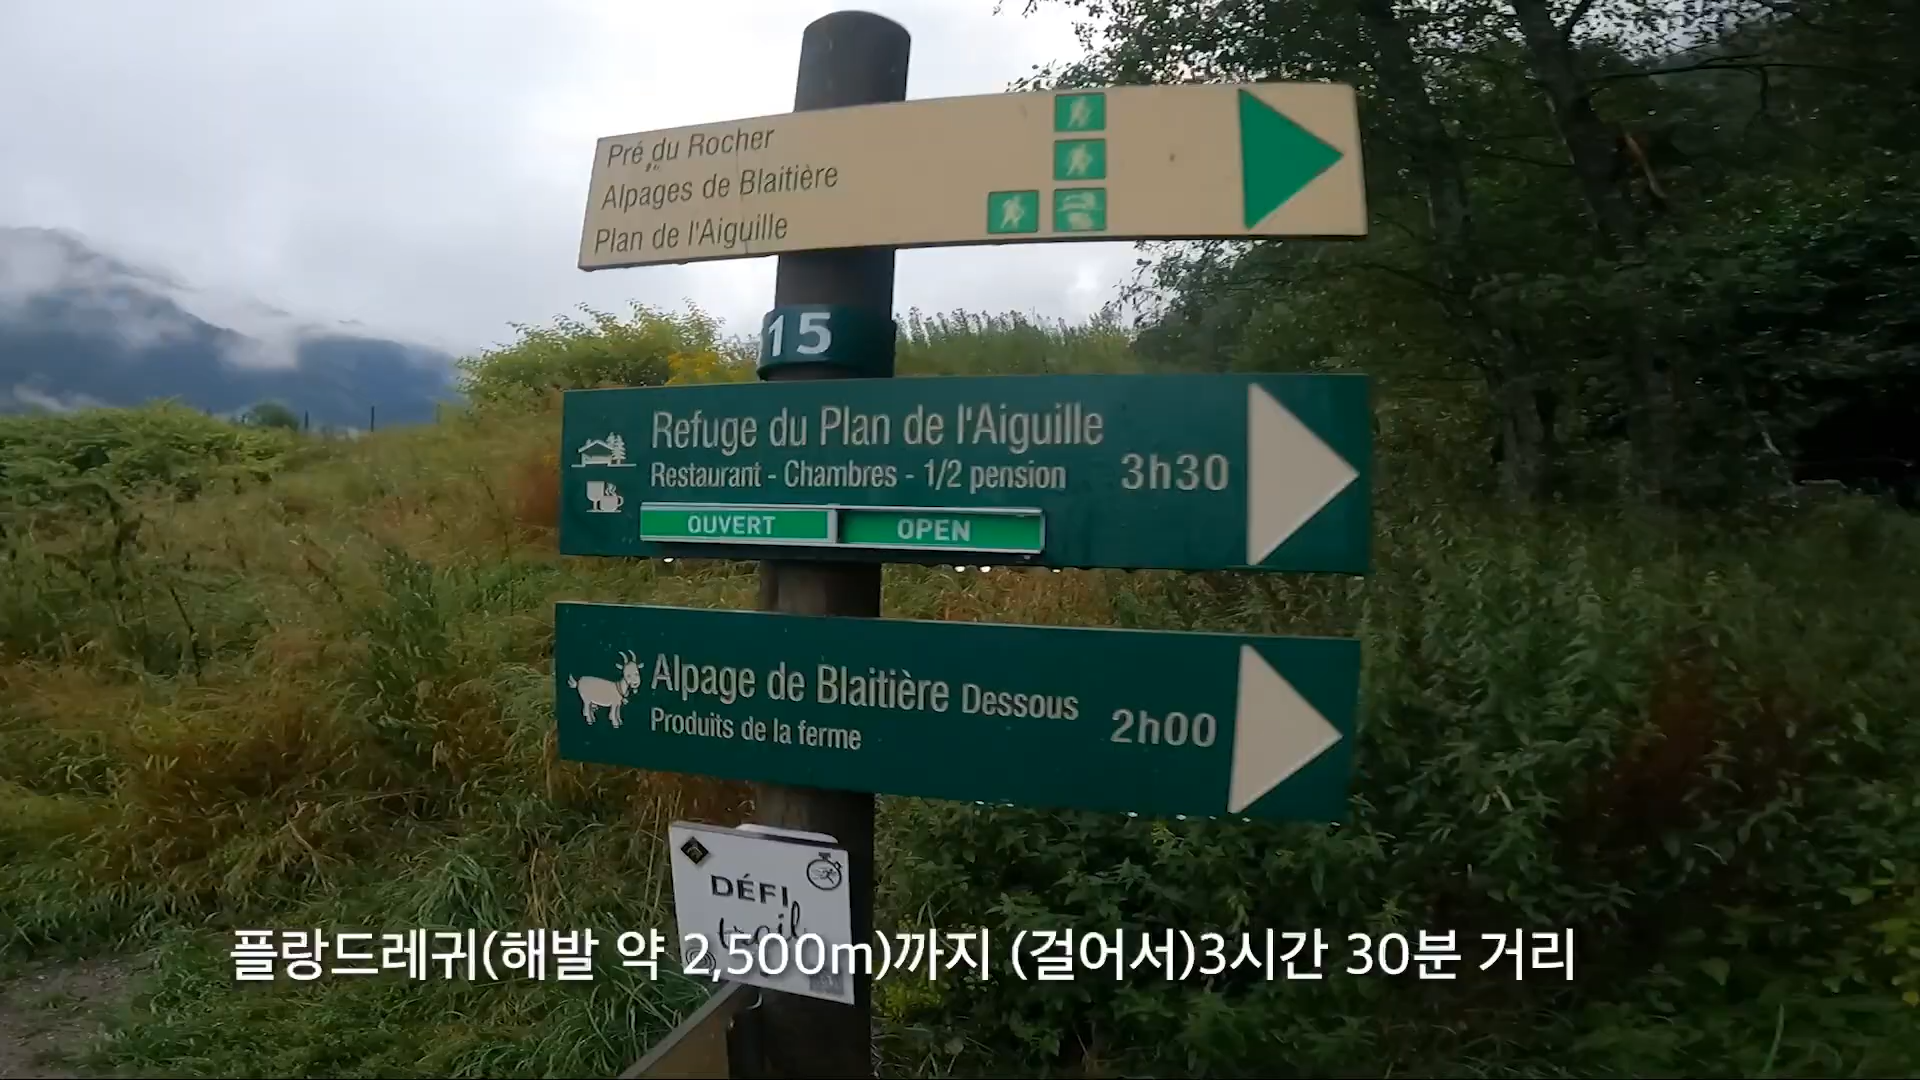 Pré du Rocher
Alpages de Blaitière
Plan de l'Aiguille
15
Refuge du Plan de l'Aiguille
Restaurant - Chambres - 1/2 pension
3h30
OUVERT OPEN
Alpage de Blaitière Dessous
Produits de la ferme
2h00
DÉFI
trail
플랑드레귀(해발 약 2,500m)까지 (걸어서)3시간 30분 거리